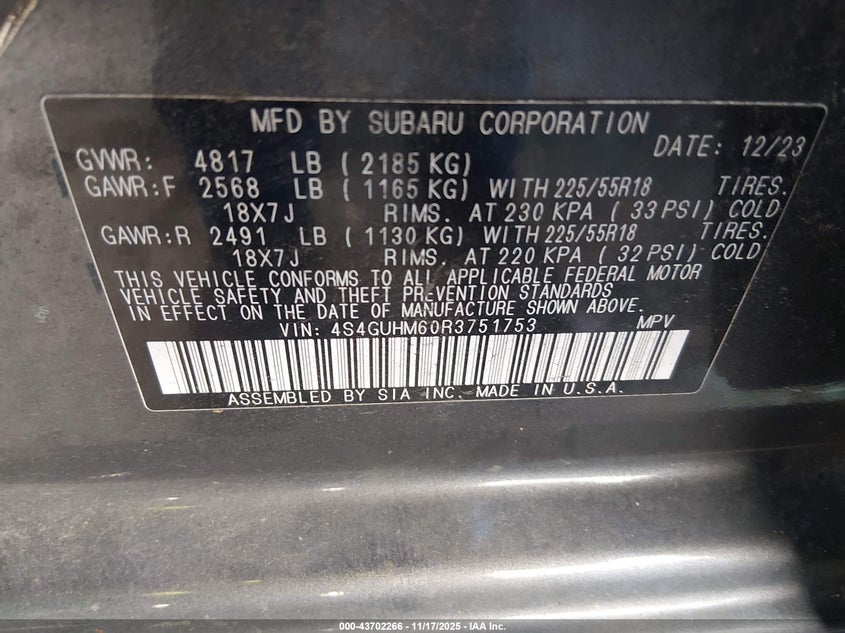 MFD BY SUBARU CORPORATION
DATE: 12/23
GVWR: 4817 LB ( 2185 KG)
GAWR:F 2568 LB ( 1165 KG) WITH 225/55R18 TIRES.
18X7J RIMS. AT 230 KPA ( 33 PSI) COLD
GAWR:R 2491 LB ( 1130 KG) WITH 225/55R18 TIRES.
18X7J RIMS. AT 220 KPA ( 32 PSI) COLD
THIS VEHICLE CONFORMS TO ALL APPLICABLE FEDERAL MOTOR
VEHICLE SAFETY AND THEFT PREVENTION STANDARDS
IN EFFECT ON THE DATE OF MANUFACTURE SHOWN ABOVE.
VIN: 4S4GUHM60R3751753 MPV
ASSEMBLED BY SIA INC. MADE IN U.S.A.
000-43702266 - 11/17/2025 - IAA Inc.